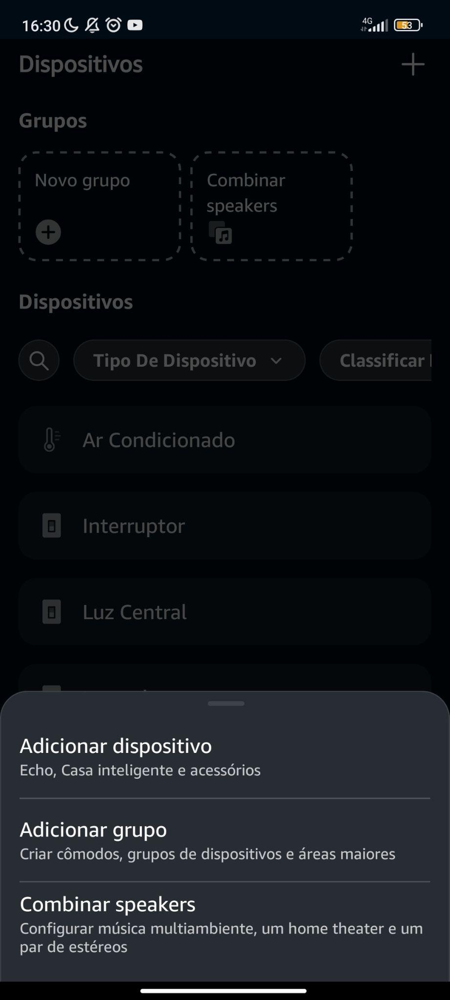 16:30
4G
53
Dispositivos
Grupos
Novo grupo
Combinar
speakers
Dispositivos
Tipo De Dispositivo
Classificar
Ar Condicionado
Interruptor
Luz Central
Adicionar dispositivo
Echo, Casa inteligente e acessórios
Adicionar grupo
Criar cômodos, grupos de dispositivos e áreas maiores
Combinar speakers
Configurar música multiambiente, um home theater e um
par de estéreos